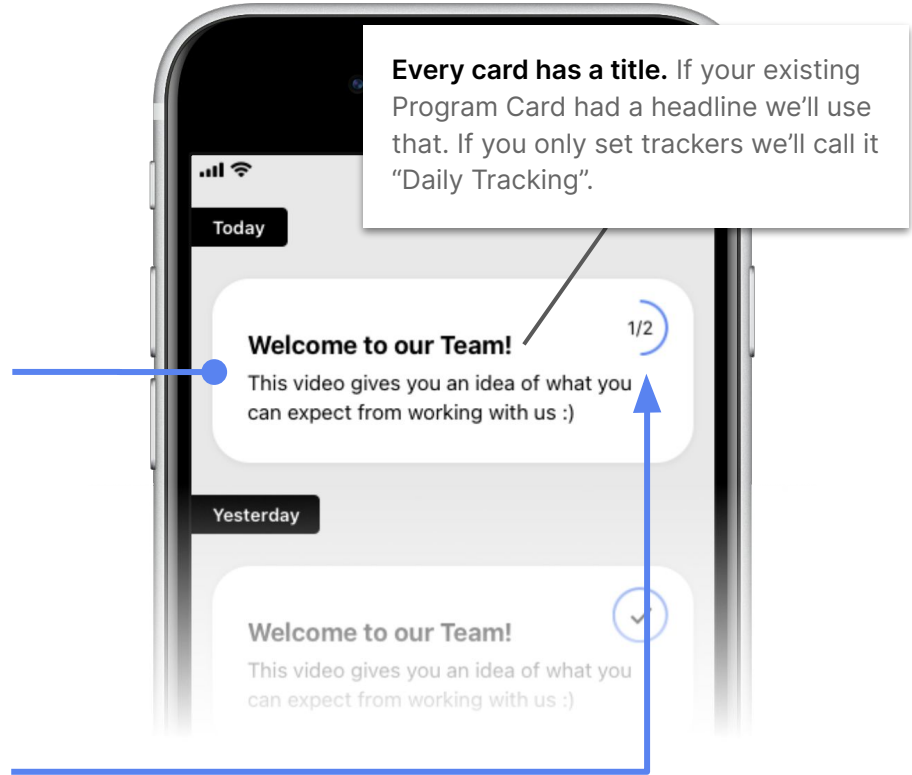 Every card has a title. If your existing
Program Card had a headline we’ll use
that. If you only set trackers we’ll call it
“Daily Tracking”.
Today
1/2
Welcome to our Team!
This video gives you an idea of what you
can expect from working with us :)
Yesterday
Welcome to our Team!
This video gives you an idea of what you
can expect from working with us :)